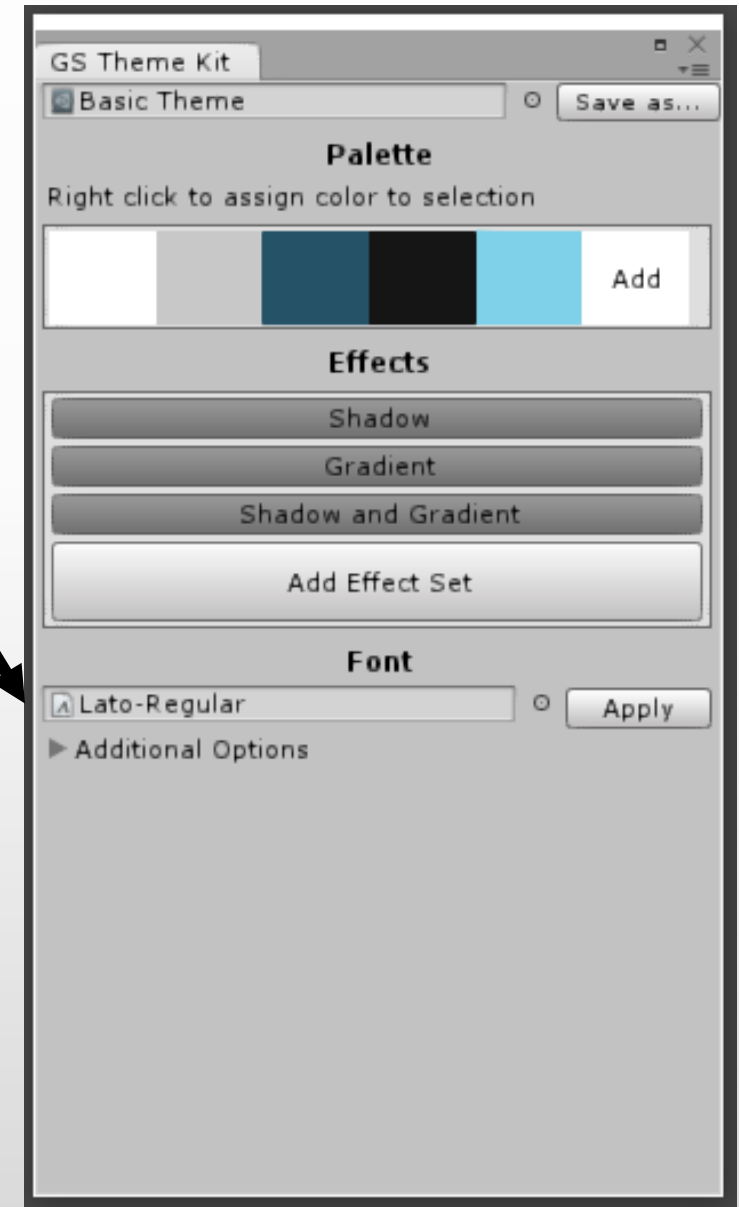 GS Theme Kit
Basic Theme
Save as...
Palette
Right click to assign color to selection
Add
Effects
Shadow
Gradient
Shadow and Gradient
Add Effect Set
Font
Lato-Regular
Apply
Additional Options